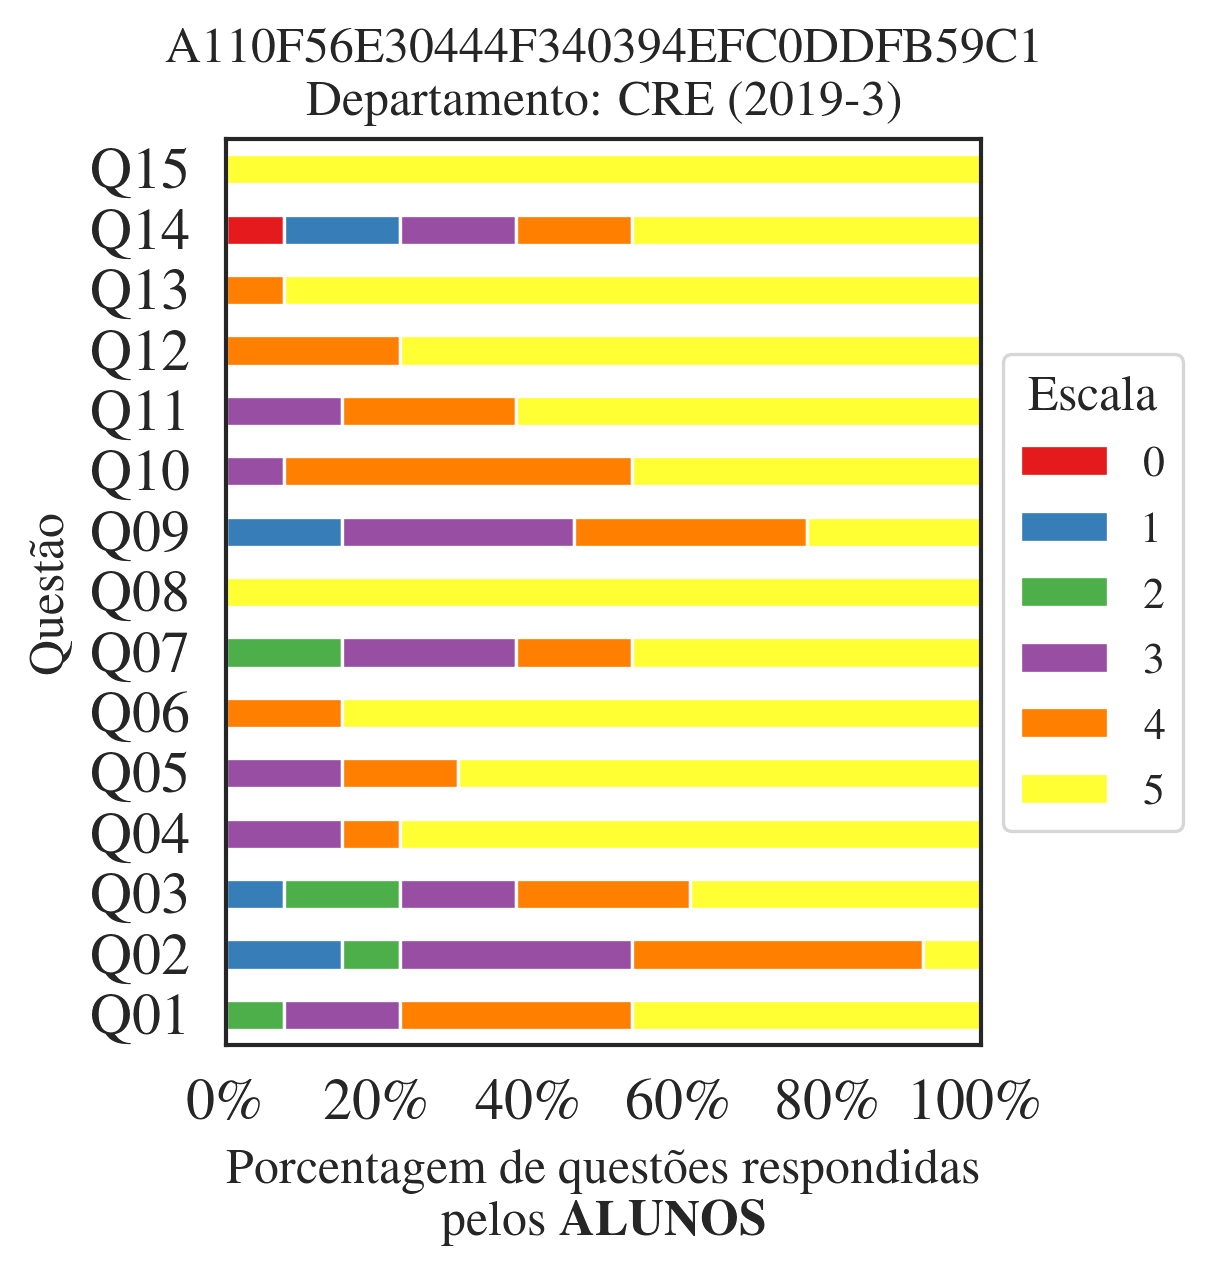 A110F56E30444F340394EFC0DDFB59C1
Departamento: CRE (2019-3)
Questão
Q15
Q14
Q13
Q12
Q11
Q10
Q09
Q08
Q07
Q06
Q05
Q04
Q03
Q02
Q01
0% 20% 40% 60% 80% 100%
Porcentagem de questões respondidas
pelos ALUNOS
Escala
0
1
2
3
4
5